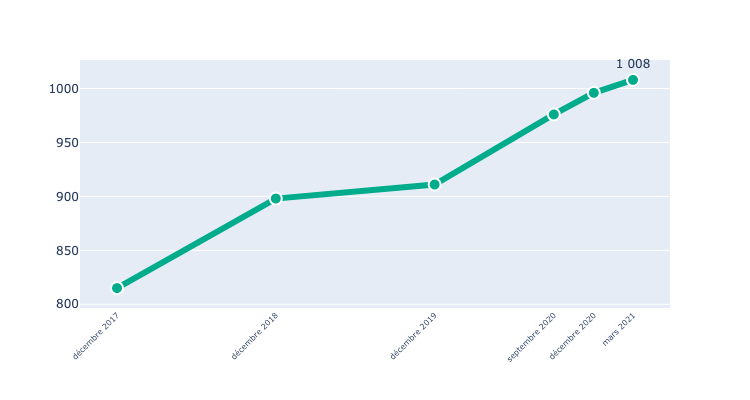 1 008
1000
950
900
850
800
décembre 2017
décembre 2018
décembre 2019
septembre 2020
décembre 2020
mars 2021